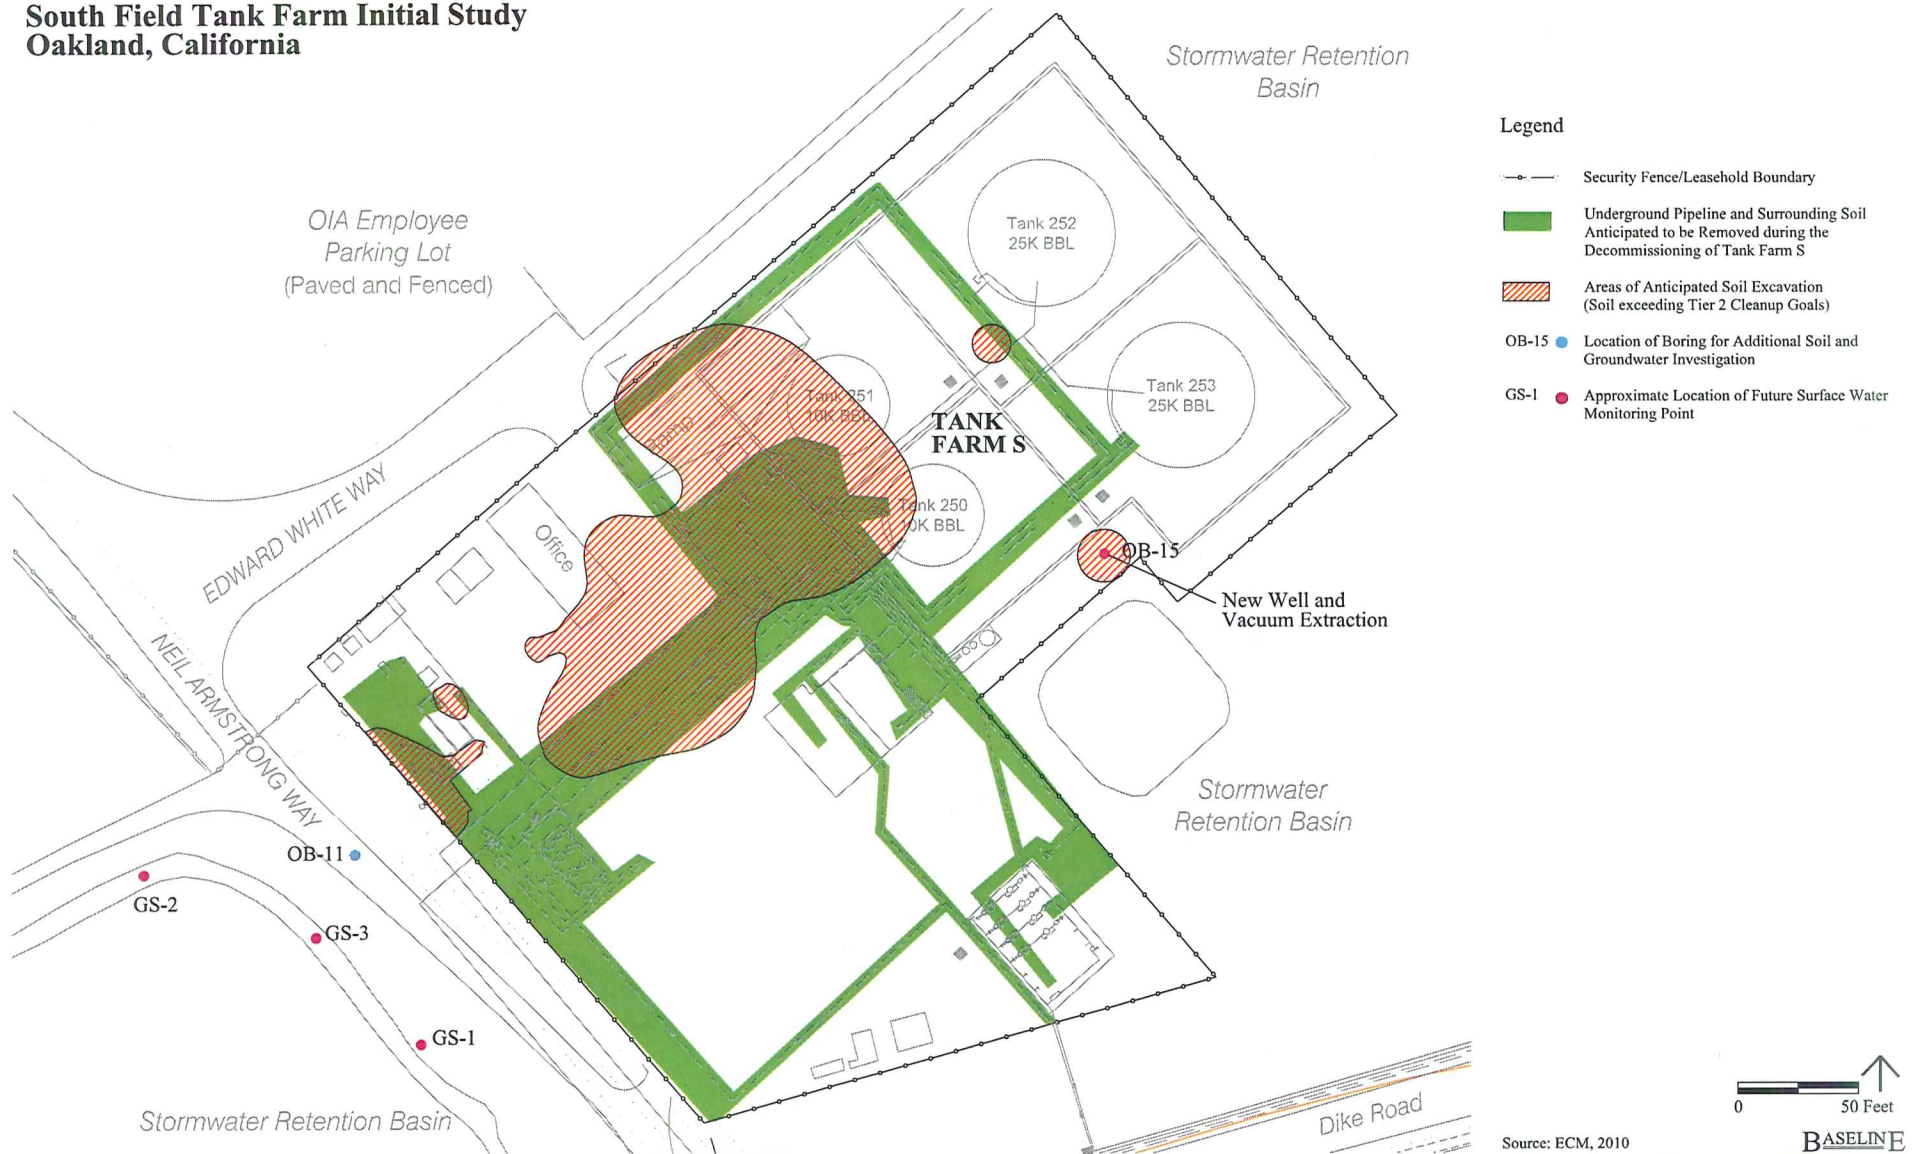 South Field Tank Farm Initial Study
Oakland, California
Stormwater Retention
Basin
Legend
Security Fence/Leasehold Boundary
Underground Pipeline and Surrounding Soil
Anticipated to be Removed during the
Decommissioning of Tank Farm S
Areas of Anticipated Soil Excavation
(Soil exceeding Tier 2 Cleanup Goals)
OB-15
Location of Boring for Additional Soil and
Groundwater Investigation
GS-1
Approximate Location of Future Surface Water
Monitoring Point
OIA Employee
Parking Lot
(Paved and Fenced)
Tank 252
25K BBL
Tank 253
25K BBL
Tank 251
10K BBL
Ramp
TANK
FARM S
Tank 250
10K BBL
Office
EDWARD WHITE WAY
OB-15
New Well and
Vacuum Extraction
NEIL ARMSTRONG WAY
Stormwater
Retention Basin
OB-11
GS-2
GS-3
GS-1
Stormwater Retention Basin
Dike Road
0
50 Feet
Source: ECM, 2010
BASELINE